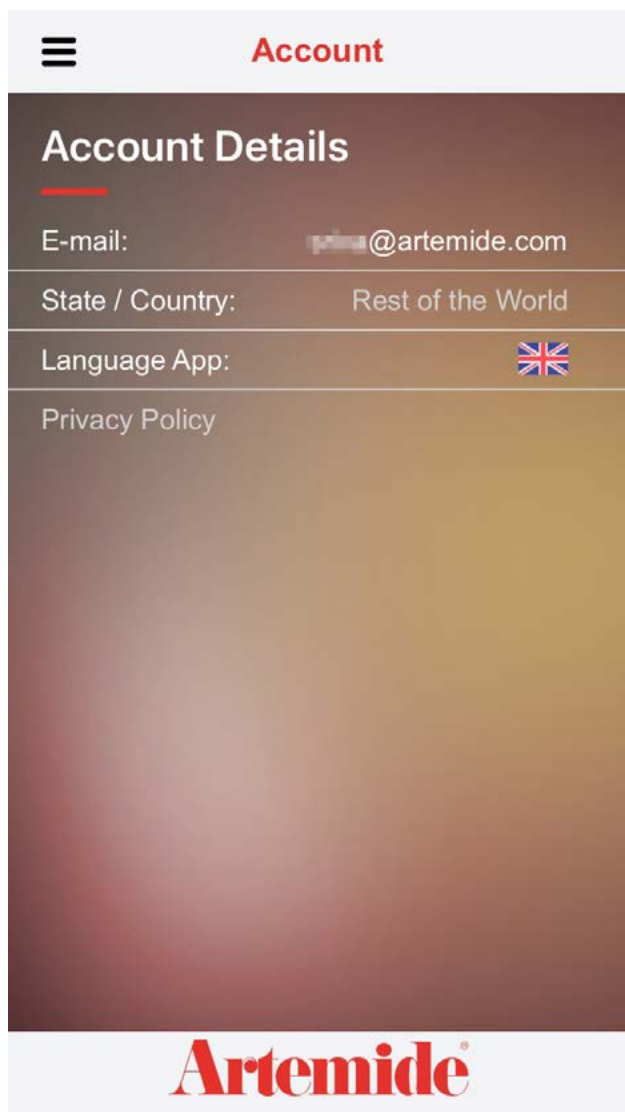 Account
Account Details
E-mail: @artemide.com
State / Country: Rest of the World
Language App:
Privacy Policy
Artemide®